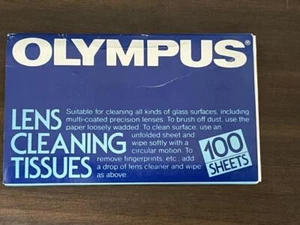 OLYMPUS®
LENS
CLEANING
TISSUES
Suitable for cleaning all kinds of glass surfaces, including
multi-coated precision lenses. To brush off dust, use the
paper loosely wadded. To clean surface, use an
unfolded sheet and
wipe softly with a
circular motion. To
remove fingerprints, etc., add
a drop of lens cleaner and wipe
as above.
100
SHEETS